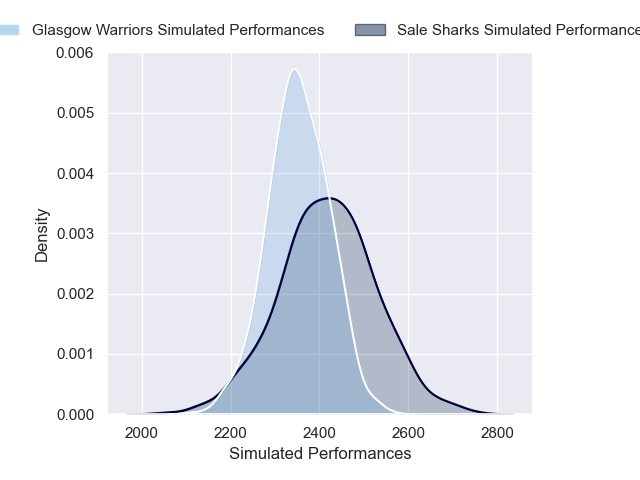 Glasgow Warriors Simulated Performances
Sale Sharks Simulated Performance
0.006
0.005
0.004
0.003
0.002
0.001
0.000
Density
2000 2200 2400 2600 2800
Simulated Performances